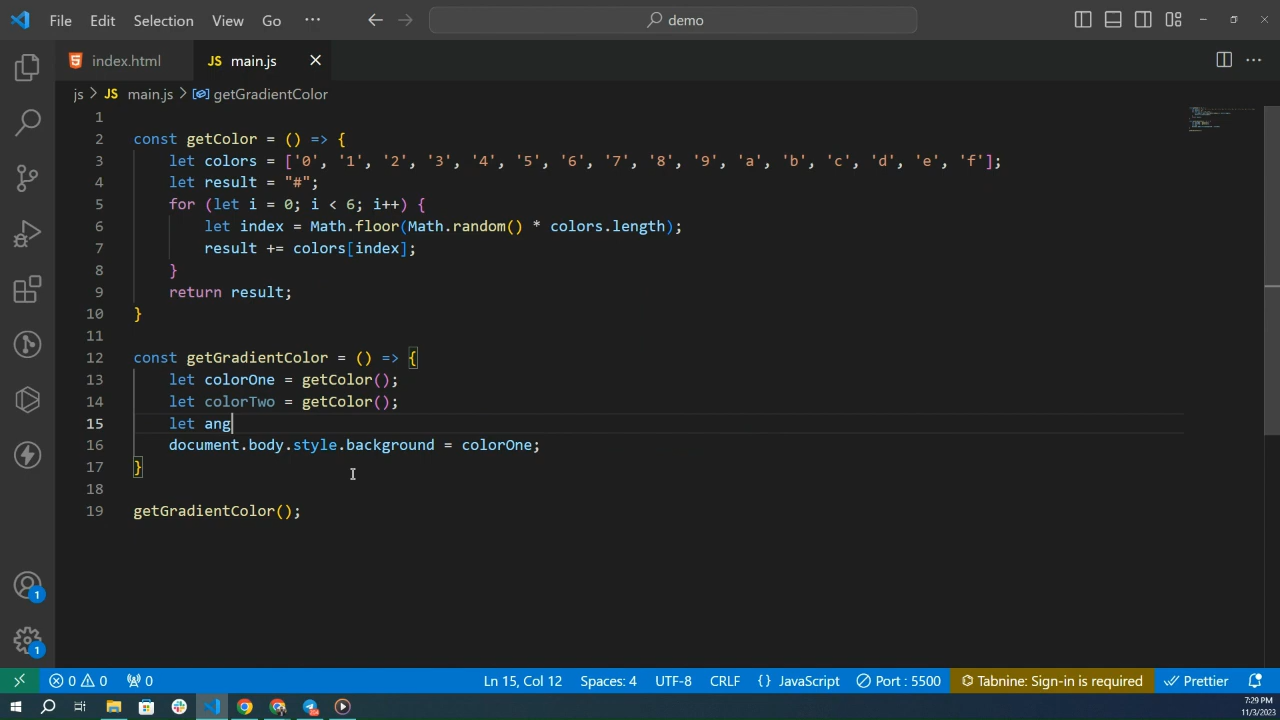 File Edit Selection View Go ··· demo
index.html JS main.js
js > JS main.js > getGradientColor
1
2 const getColor = () => {
3 let colors = ['0', '1', '2', '3', '4', '5', '6', '7', '8', '9', 'a', 'b', 'c', 'd', 'e', 'f'];
4 let result = "#";
5 for (let i = 0; i < 6; i++) {
6 let index = Math.floor(Math.random() * colors.length);
7 result += colors[index];
8 }
9 return result;
10 }
11
12 const getGradientColor = () => {
13 let colorOne = getColor();
14 let colorTwo = getColor();
15 let ang
16 document.body.style.background = colorOne;
17 }
18
19 getGradientColor();
1
1
0 0 0 Ln 15, Col 12 Spaces: 4 UTF-8 CRLF {} JavaScript Port : 5500 Tabnine: Sign-in is required Prettier
7:29 PM
11/3/2023